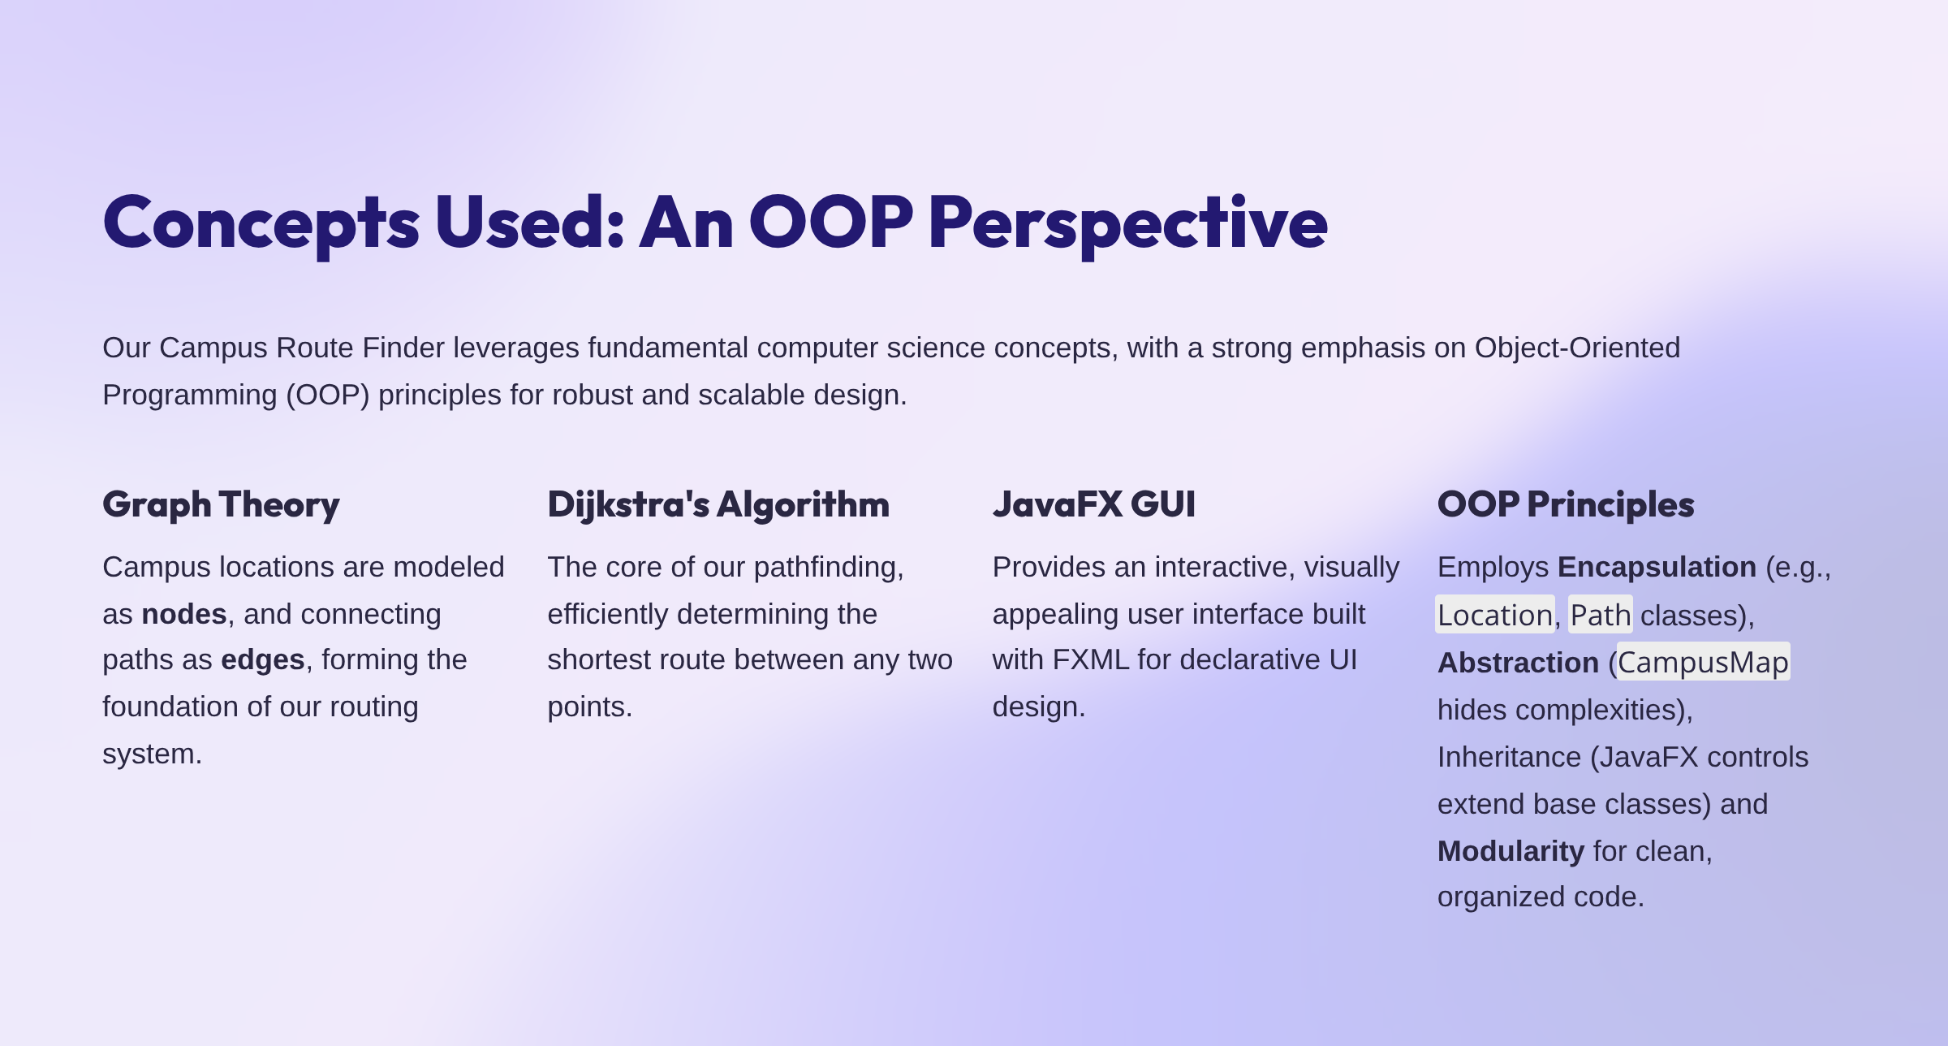 Concepts Used: An OOP Perspective
Our Campus Route Finder leverages fundamental computer science concepts, with a strong emphasis on Object-Oriented
Programming (OOP) principles for robust and scalable design.
Graph Theory
Campus locations are modeled
as nodes, and connecting
paths as edges, forming the
foundation of our routing
system.
Dijkstra's Algorithm
The core of our pathfinding,
efficiently determining the
shortest route between any two
points.
JavaFX GUI
Provides an interactive, visually
appealing user interface built
with FXML for declarative UI
design.
OOP Principles
Employs Encapsulation (e.g.,
Location, Path classes),
Abstraction (CampusMap
hides complexities),
Inheritance (JavaFX controls
extend base classes) and
Modularity for clean,
organized code.